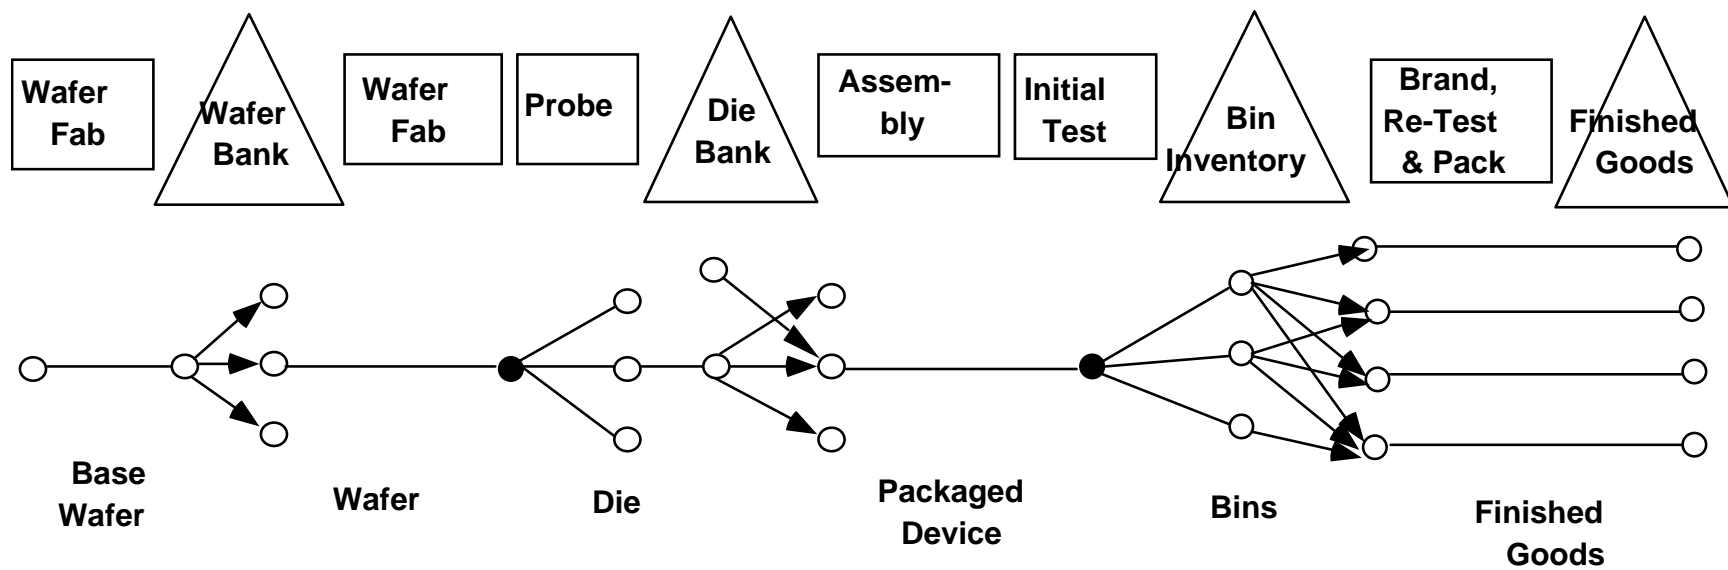 Wafer
Fab
Wafer
Bank
Wafer
Fab
Probe
Die
Bank
Assem-
bly
Initial
Test
Bin
Inventory
Brand,
Re-Test
& Pack
Finished
Goods
Base
Wafer
Wafer
Die
Packaged
Device
Bins
Finished
Goods